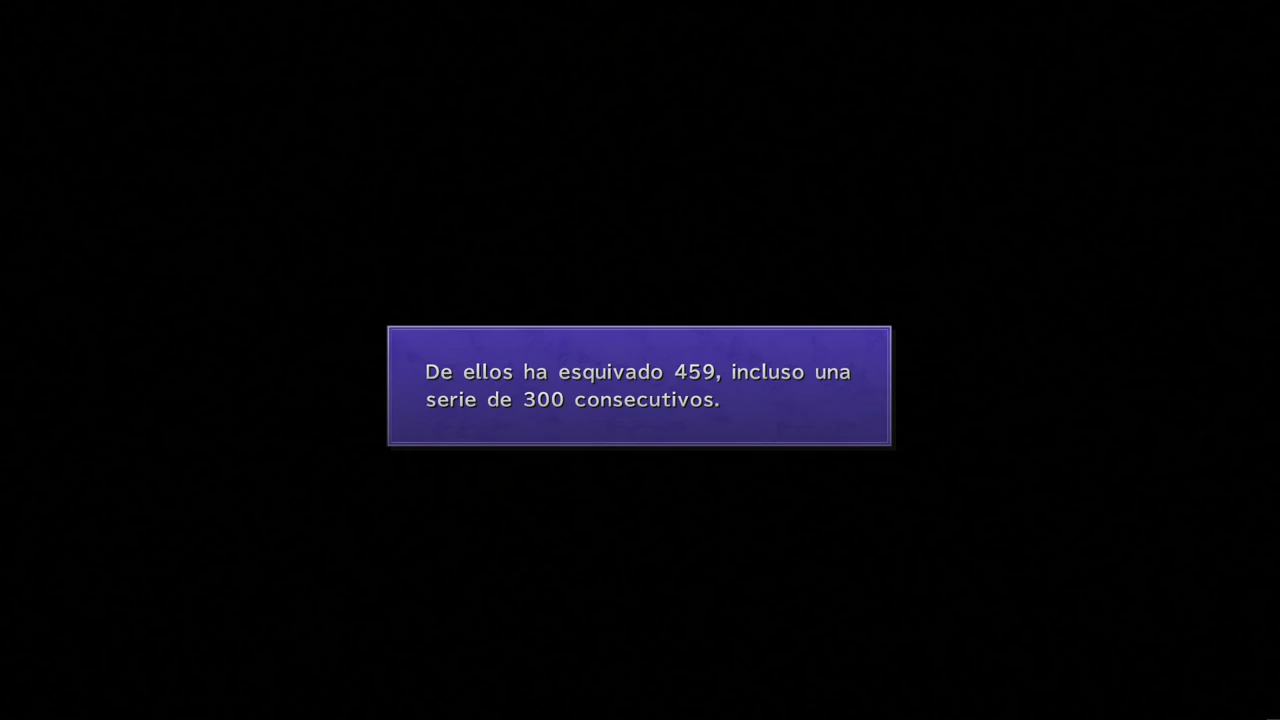 De ellos ha esquivado 459, incluso una
serie de 300 consecutivos.